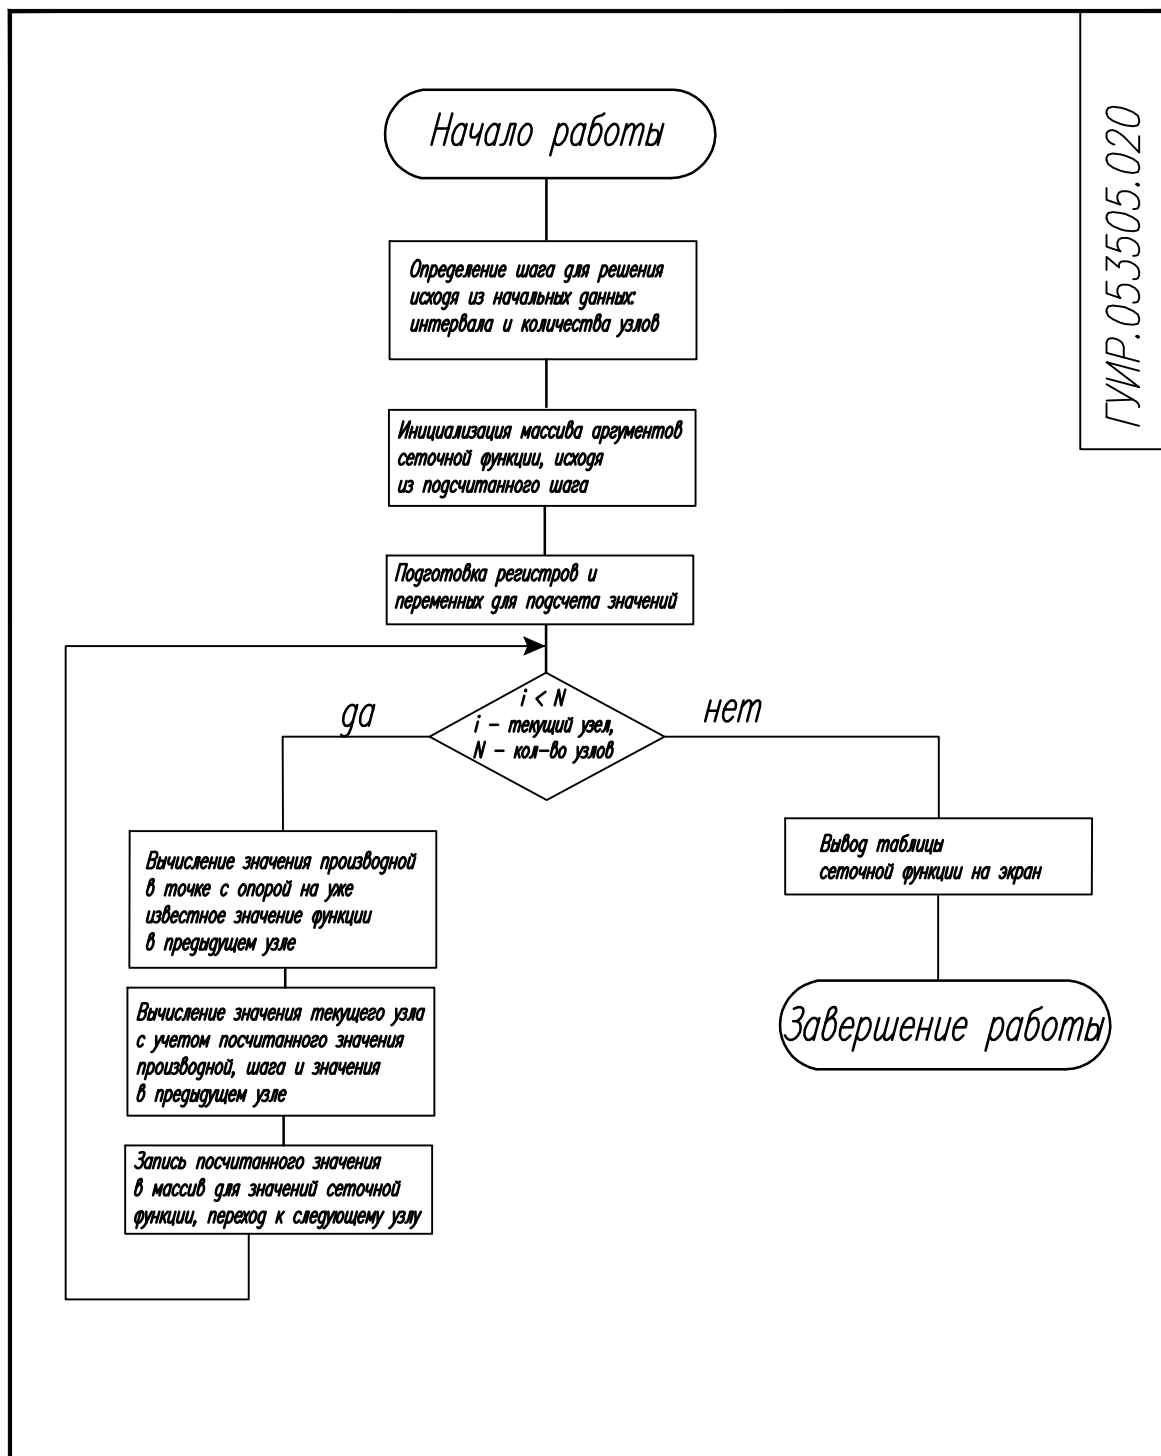 Начало работы
ГУИР.053505.020
Определение шага для решения
исходя из начальных данных:
интервала и количества узлов
Инициализация массива аргументов
сеточной функции, исходя
из подсчитанного шага
Подготовка регистров и
переменных для подсчета значений
i < N
i - текущий узел,
N - кол-во узлов
да
нет
Вычисление значения производной
в точке с опорой на уже
известное значение функции
в предыдущем узле
Вычисление значения текущего узла
с учетом посчитанного значения
производной, шага и значения
в предыдущем узле
Запись посчитанного значения
в массив для значений сеточной
функции, переход к следующему узлу
Вывод таблицы
сеточной функции на экран
Завершение работы